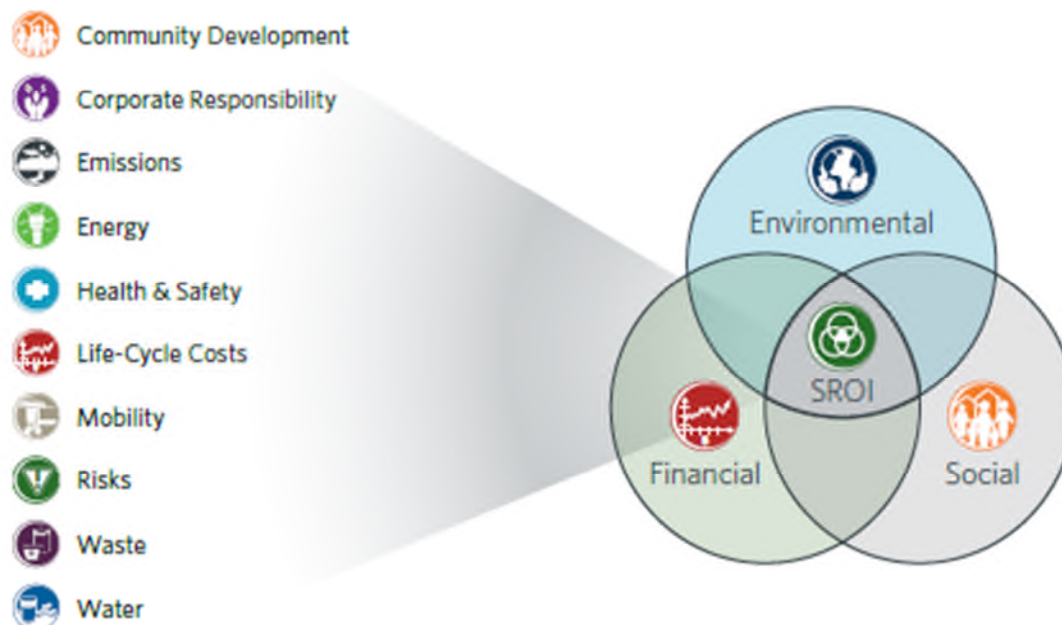 Community Development
Corporate Responsibility
Emissions
Energy
Health & Safety
Life-Cycle Costs
Mobility
Risks
Waste
Water
Environmental
SROI
Financial
Social